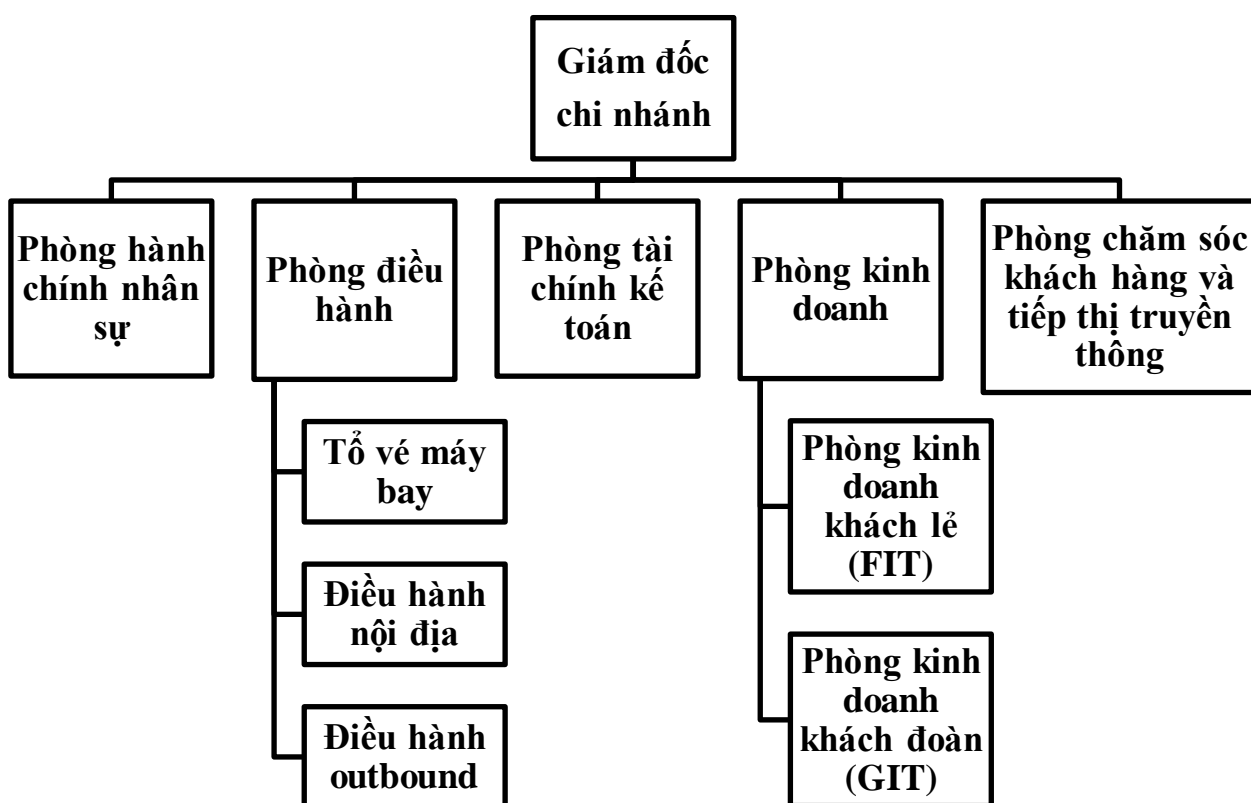 Giám đốc
chi nhánh
Phòng hành
chính nhân
sự
Phòng điều
hành
Phòng tài
chính kế
toán
Phòng kinh
doanh
Phòng chăm sóc
khách hàng và
tiếp thị truyền
thông
Tổ vé máy
bay
Điều hành
nội địa
Điều hành
outbound
Phòng kinh
doanh
khách lẻ
(FIT)
Phòng kinh
doanh
khách đoàn
(GIT)